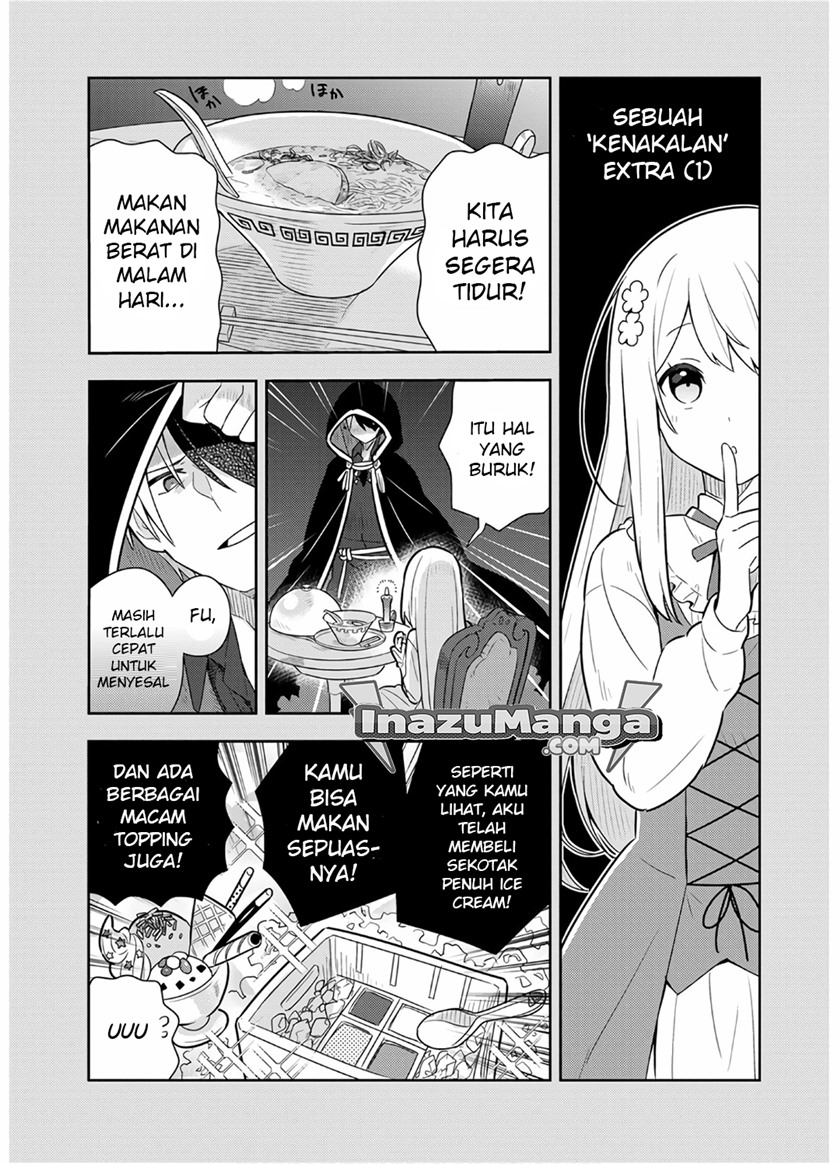 SEBUAH
'KENAKALAN'
EXTRA (1)
ほか
ほか
KITA
HARUS
SEGERA
TIDUR!
MAKAN
MAKANAN
BERAT DI
MALAM
HARI...
ITU HAL
YANG
BURUK!
FU,
MASIH
TERLALU
CEPAT
UNTUK
MENYESAL
INAZUMANGA
.COM
SEPERTI
YANG KAMU
LIHAT, AKU
TELAH
MEMBELI
SEKOTAK
PENUH ICE
CREAM!
KAMU
BISA
MAKAN
SEPUAS-
NYA!
DAN ADA
BERBAGAI
MACAM
TOPPING
JUGA!
UUU